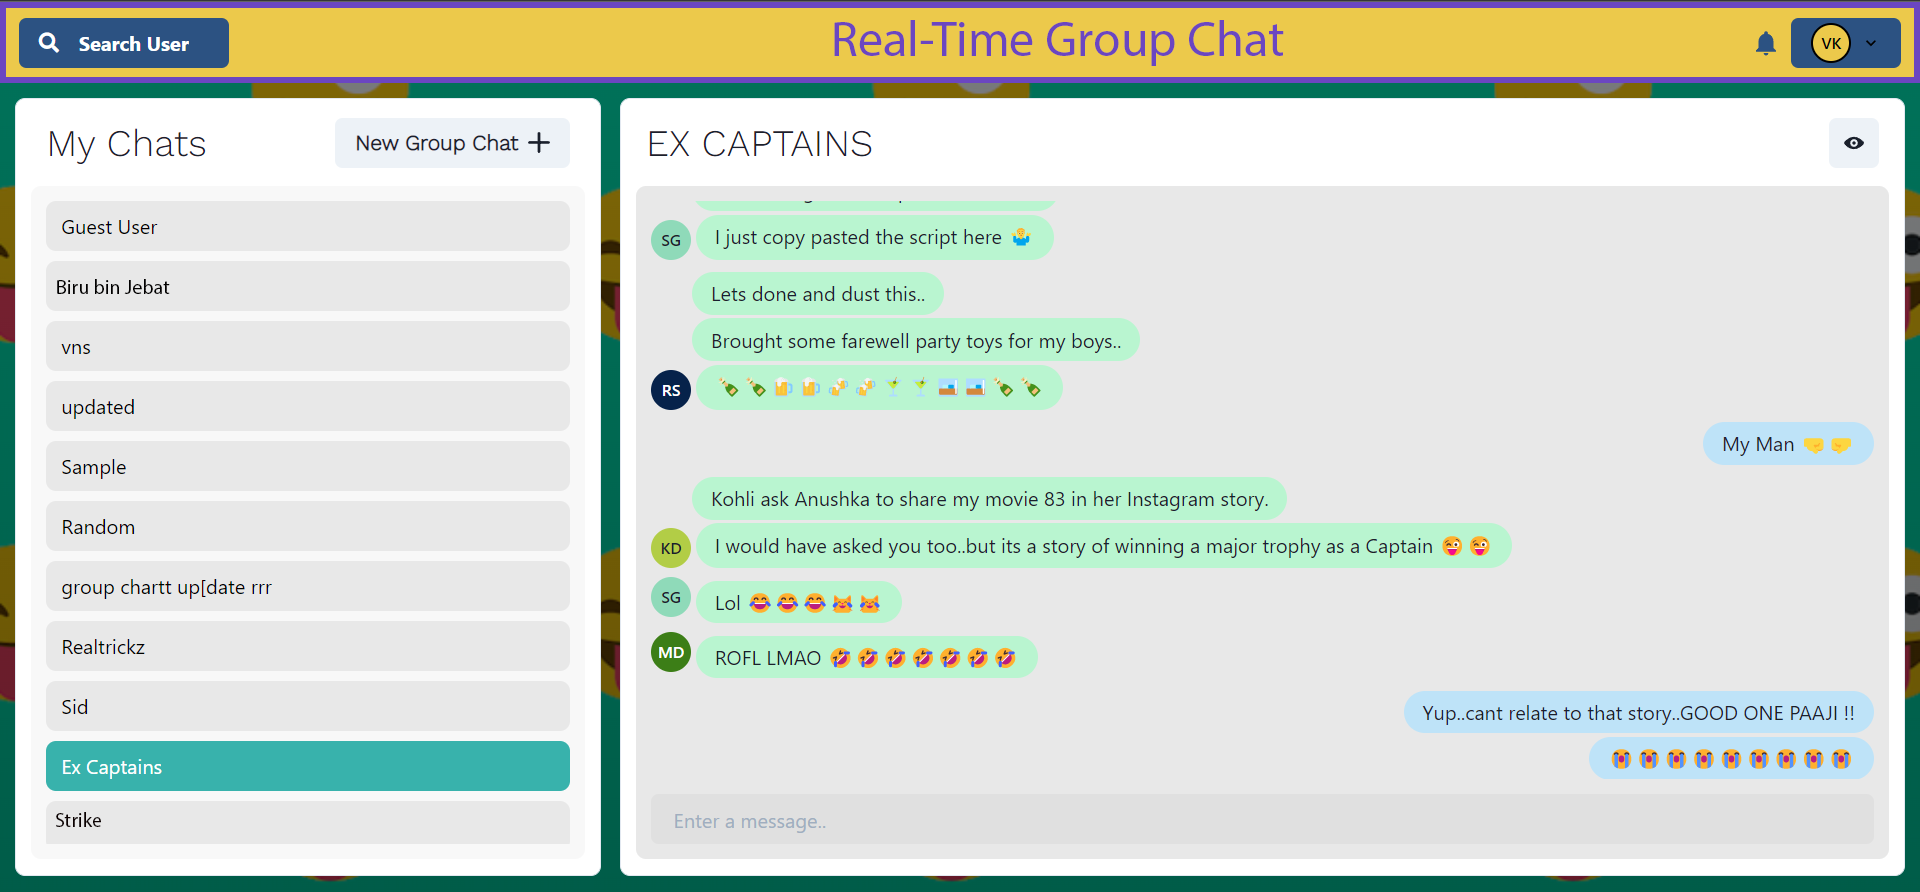 Search User
Real-Time Group Chat
VK
My Chats
New Group Chat +
Guest User
Biru bin Jebat
vns
updated
Sample
Random
group chartt up[date rrr
Realtrickz
Sid
Ex Captains
Strike
EX CAPTAINS
SG I just copy pasted the script here 🤷‍♂️
Lets done and dust this..
Brought some farewell party toys for my boys..
RS 🍾🍾🍺🍺🍻🍻🍸🍸🏜️🏜️🍾🍾
My Man 🤜🤛
Kohli ask Anushka to share my movie 83 in her Instagram story.
KD I would have asked you too..but its a story of winning a major trophy as a Captain 😜😜
SG Lol 😂😂😂😹😹
MD ROFL LMAO 🤣🤣🤣🤣🤣🤣🤣
Yup..cant relate to that story..GOOD ONE PAAJI !!
😭😭😭😭😭😭😭😭😭
Enter a message..